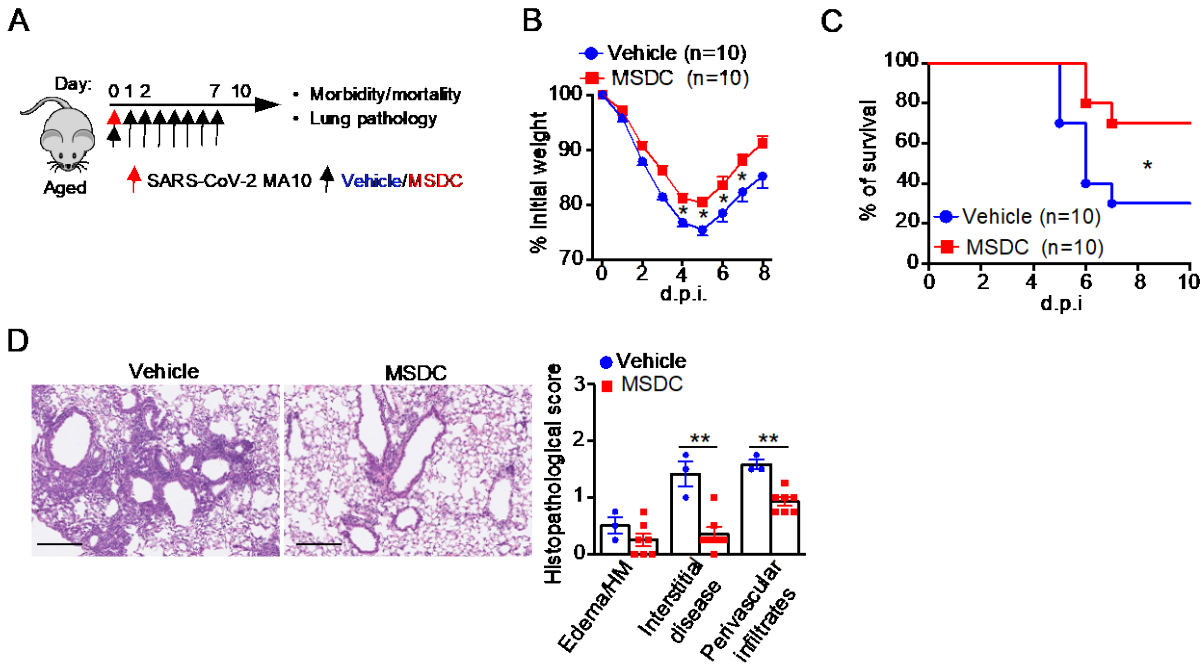 A
Day:
0 1 2 7 10
• Morbidity/mortality
• Lung pathology
Aged
SARS-CoV-2 MA10
Vehicle/MSDC
B
Vehicle (n=10)
MSDC (n=10)
% Initial weight
100
90
80
70
* * * *
0 2 4 6 8
d.p.i.
C
% of survival
100
80
60
40
20
0
*
Vehicle (n=10)
MSDC (n=10)
0 2 4 6 8 10
d.p.i
D
Vehicle
MSDC
Vehicle
MSDC
Histopathological score
3
2
1
0
** **
Edema/HM
Interstitial
disease
Perivascular
infiltrates